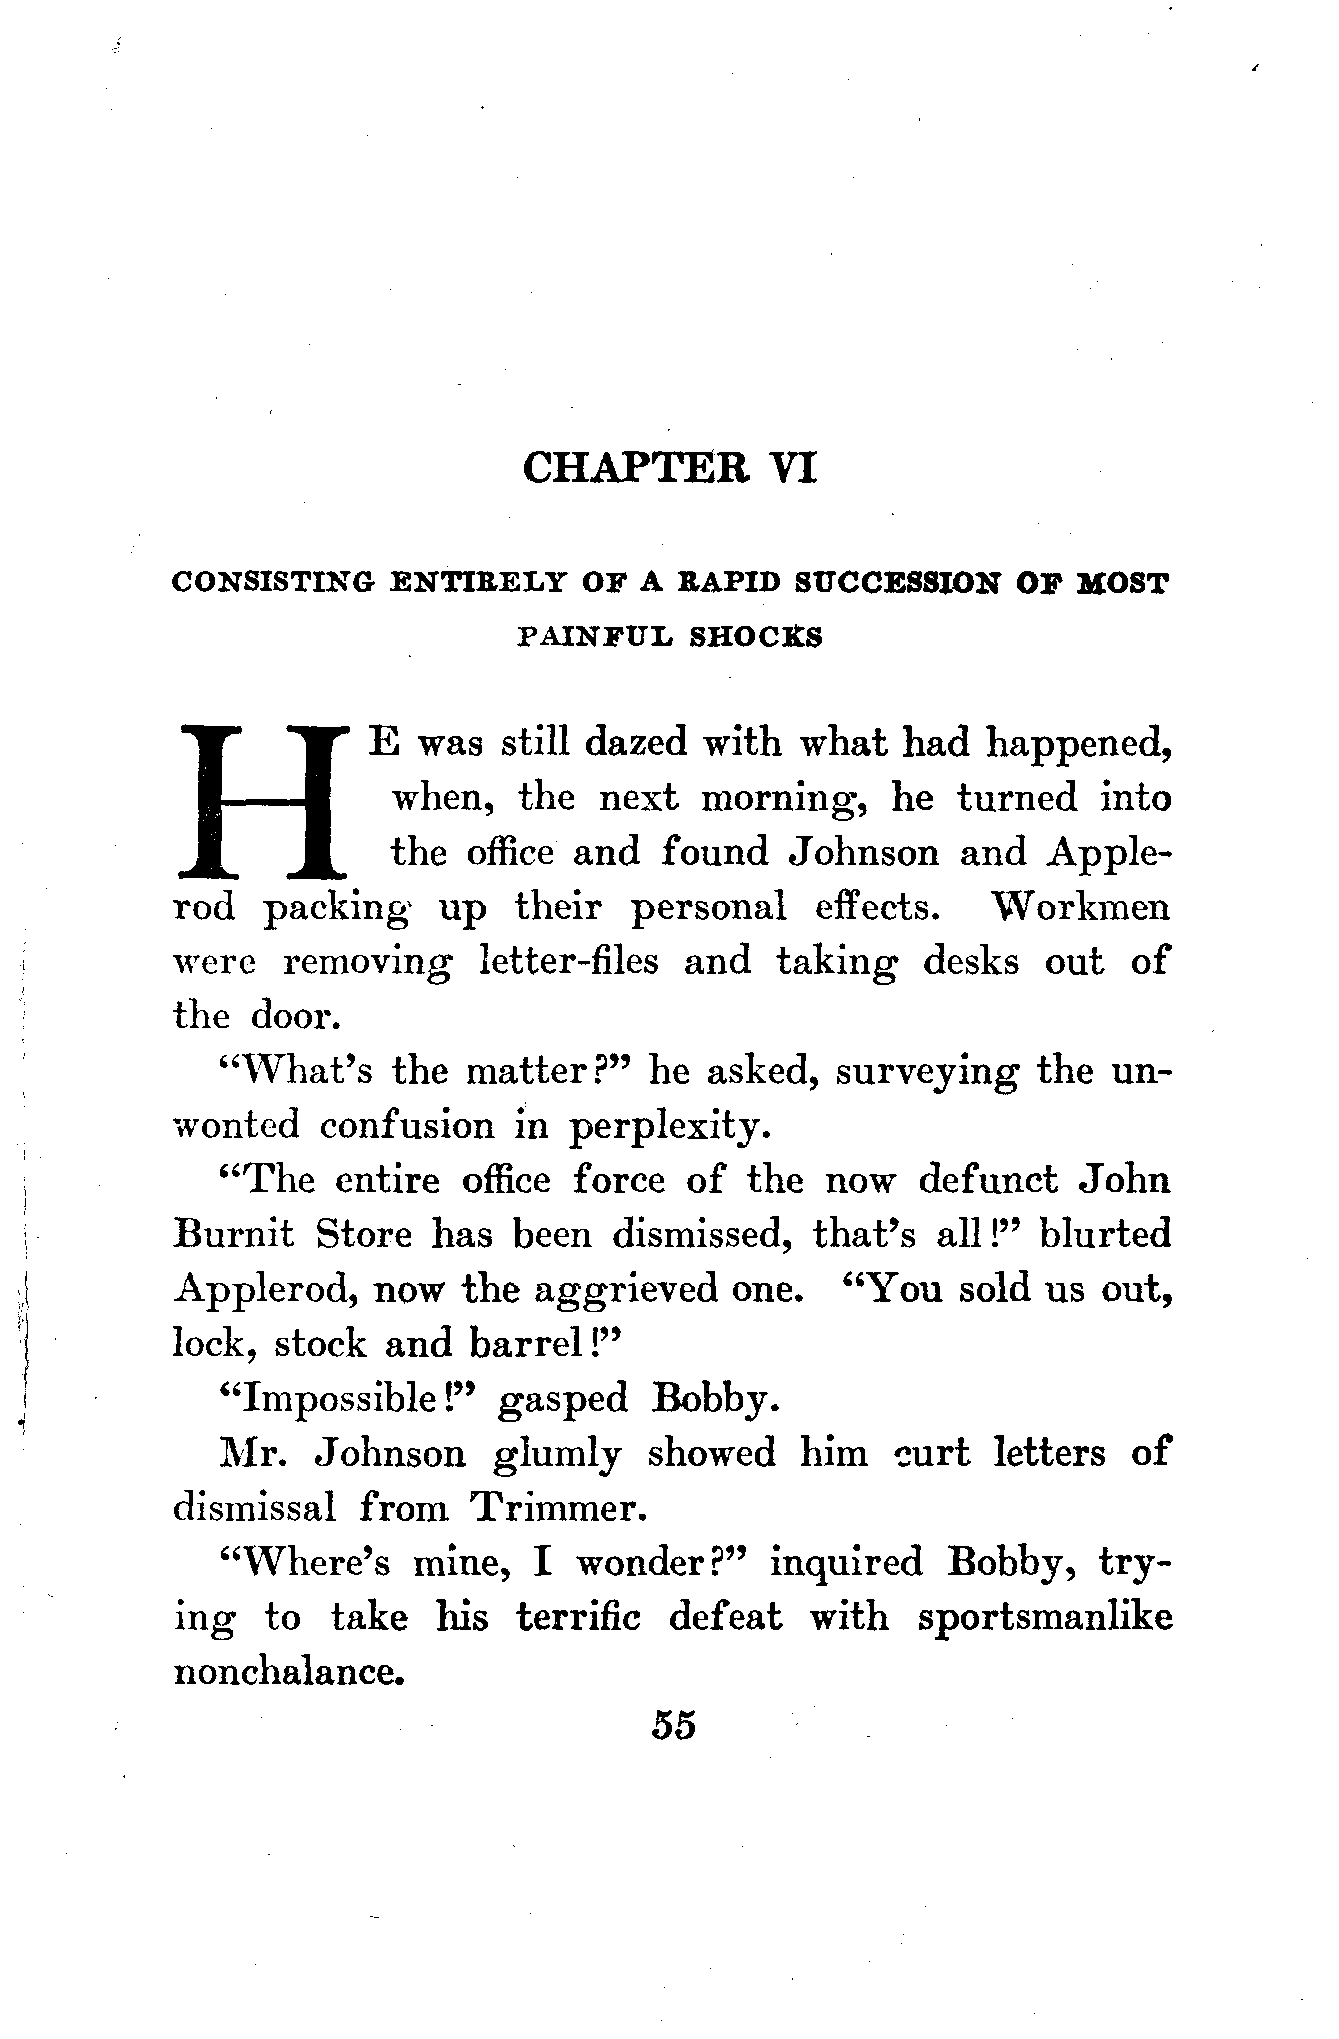 CHAPTER VI
CONSISTING ENTIRELY OF A RAPID SUCCESSION OF MOST
PAINFUL SHOCKS
HE was still dazed with what had happened,
when, the next morning, he turned into
the office and found Johnson and Apple-
rod packing up their personal effects. Workmen
were removing letter-files and taking desks out of
the door.
“What’s the matter?” he asked, surveying the un-
wonted confusion in perplexity.
“The entire office force of the now defunct John
Burnit Store has been dismissed, that’s all!” blurted
Applerod, now the aggrieved one. “You sold us out,
lock, stock and barrel!”
“Impossible!” gasped Bobby.
Mr. Johnson glumly showed him curt letters of
dismissal from Trimmer.
“Where’s mine, I wonder?” inquired Bobby, try-
ing to take his terrific defeat with sportsmanlike
nonchalance.
55